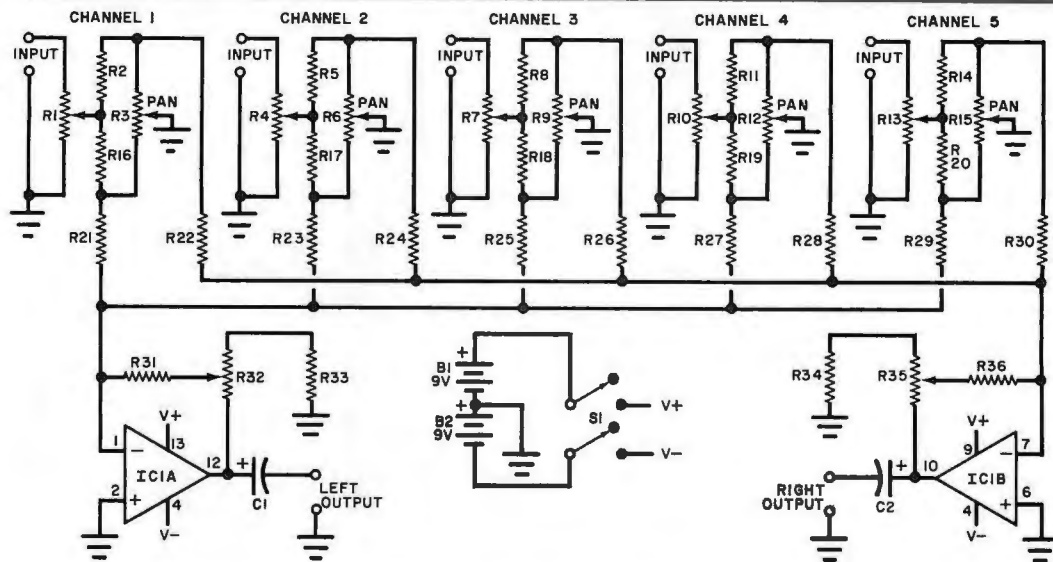 CHANNEL 1
CHANNEL 2
CHANNEL 3
CHANNEL 4
CHANNEL 5
INPUT
R1
R2
R3
PAN
R16
R21
R22
INPUT
R4
R5
R6
PAN
R17
R23
R24
INPUT
R7
R8
R9
PAN
R18
R25
R26
INPUT
R10
R11
R12
PAN
R19
R27
R28
INPUT
R13
R14
R15
PAN
R
20
R29
R30
R31
R32
R33
1
2
IC1A
V+
13
12
4
V-
+
C1
LEFT
OUTPUT
+
B1
9V
+
B2
9V
S1
V+
V-
R34
R35
R36
V+
9
7
10
IC1B
6
4
V-
+
C2
RIGHT
OUTPUT